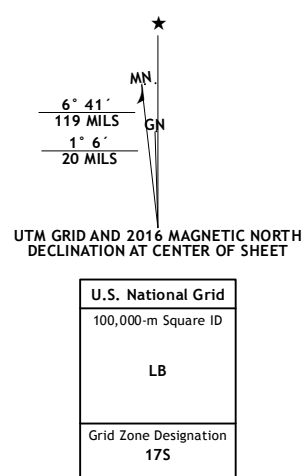 ★
MN
6° 41´
119 MILS
GN
1° 6´
20 MILS
UTM GRID AND 2016 MAGNETIC NORTH
DECLINATION AT CENTER OF SHEET
U.S. National Grid
100,000-m Square ID
LB
Grid Zone Designation
17S